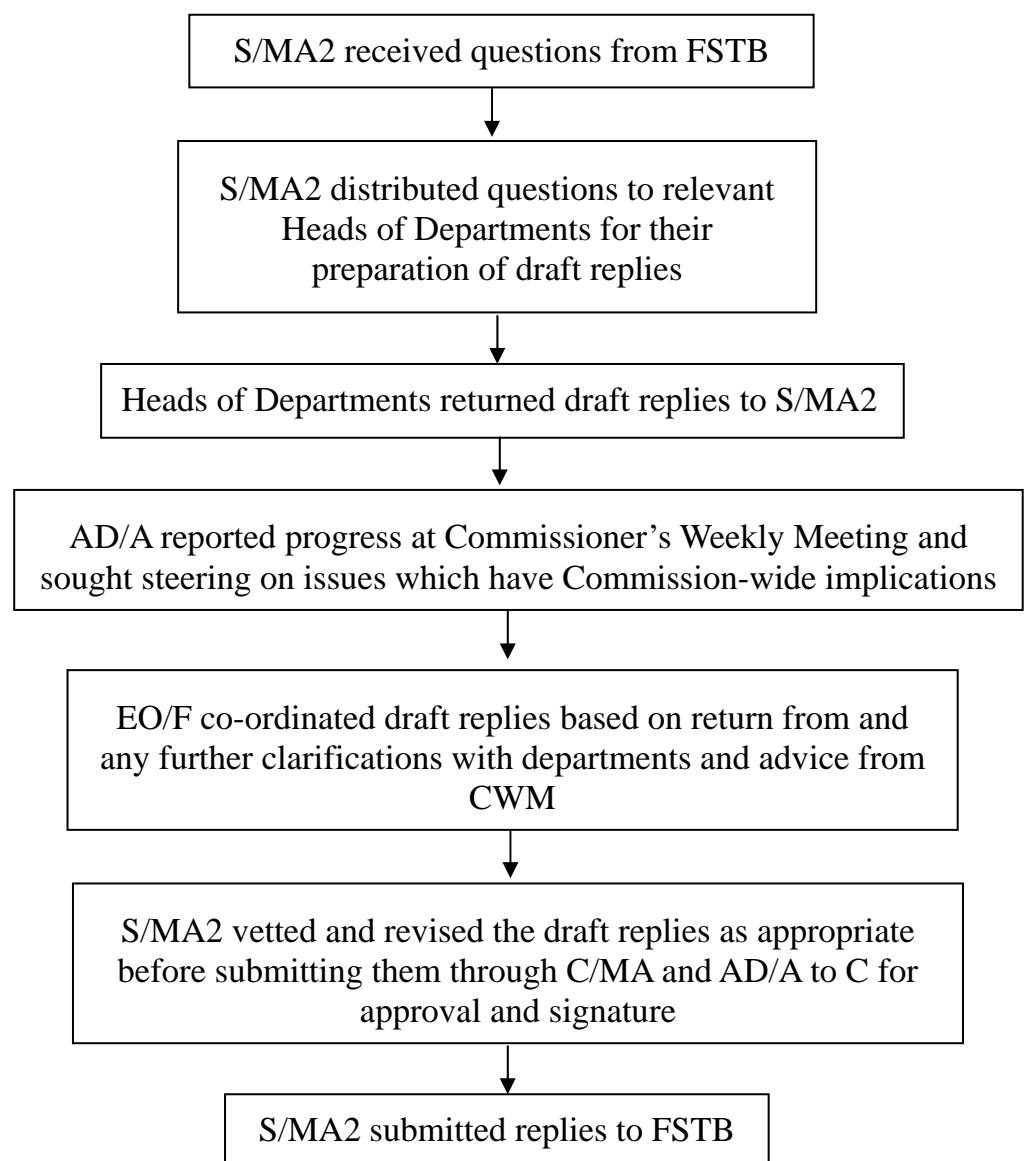 S/MA2 received questions from FSTB
S/MA2 distributed questions to relevant
Heads of Departments for their
preparation of draft replies
Heads of Departments returned draft replies to S/MA2
AD/A reported progress at Commissioner’s Weekly Meeting and
sought steering on issues which have Commission-wide implications
EO/F co-ordinated draft replies based on return from and
any further clarifications with departments and advice from
CWM
S/MA2 vetted and revised the draft replies as appropriate
before submitting them through C/MA and AD/A to C for
approval and signature
S/MA2 submitted replies to FSTB